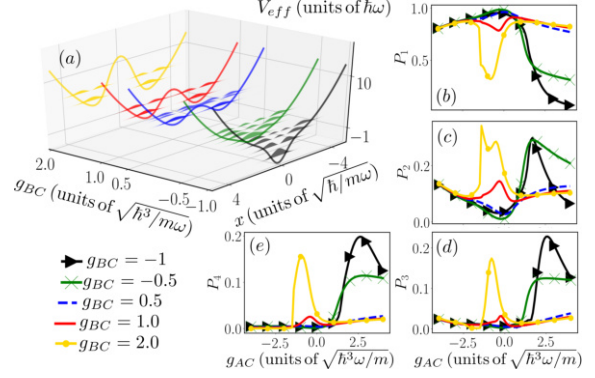 V_eff (units of ħω)
(a)
10
−1
2.0
1.0
0.5
−0.5
−1.0
4
0
−4
g_BC (units of √ħ³/mω)
x (units of √ħ/mω)
g_BC = −1
g_BC = −0.5
g_BC = 0.5
g_BC = 1.0
g_BC = 2.0
1.0
0.5
P_1
(b)
0.2
0.0
P_2
(c)
(e)
0.2
0.1
0.0
P_4
−2.5 0.0 2.5
g_AC (units of √ħ³ω/m)
(d)
0.2
0.1
0.0
P_3
−2.5 0.0 2.5
g_AC (units of √ħ³ω/m)